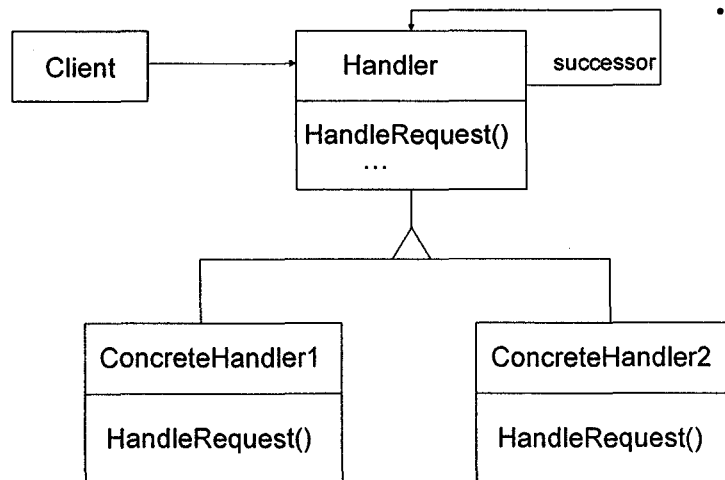 Client
Handler
successor
HandleRequest()
...
ConcreteHandler1
HandleRequest()
ConcreteHandler2
HandleRequest()